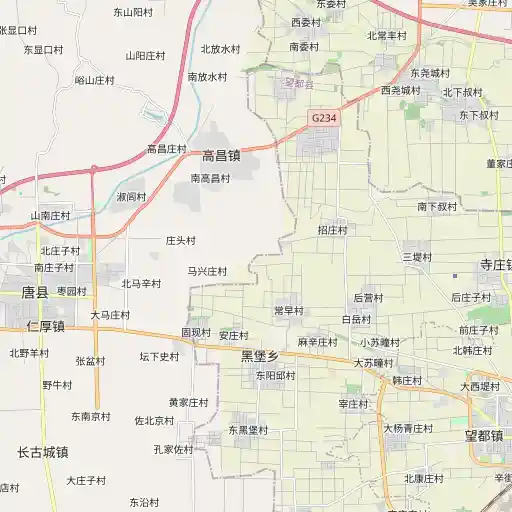 东委村
吴家庄村
东山阳村
西委村
张显口村
北放水村
北常丰村
东显口村
山阳庄村
南委村
东尧城村
南放水村
峪山庄村
望都县
西尧城村
北下叔村
G234
东下叔村
高昌庄村
高昌镇
董家
村
南高昌村
淑闾村
南下叔村
山南庄村
招庄村
庄头村
北庄子村
三堤村
南庄子村
马兴庄村
寺庄镇
北马辛村
唐县
枣园村
后营村
后庄子村
常早村
大马庄村
白岳村
仁厚镇
固现村
安庄村
前庄子村
麻辛庄村
小苏疃村
北野羊村
坛下史村
黑堡乡
北韩庄村
张盆村
大苏疃村
东阳邱村
韩庄村
野牛村
大西堤村
黄家庄村
宰庄村
东南京村
佐北京村
东黑堡村
大杨青庄村
望都镇
长古城镇
孔家佐村
大庄子村
北康庄村
辛街
店村
东沿村